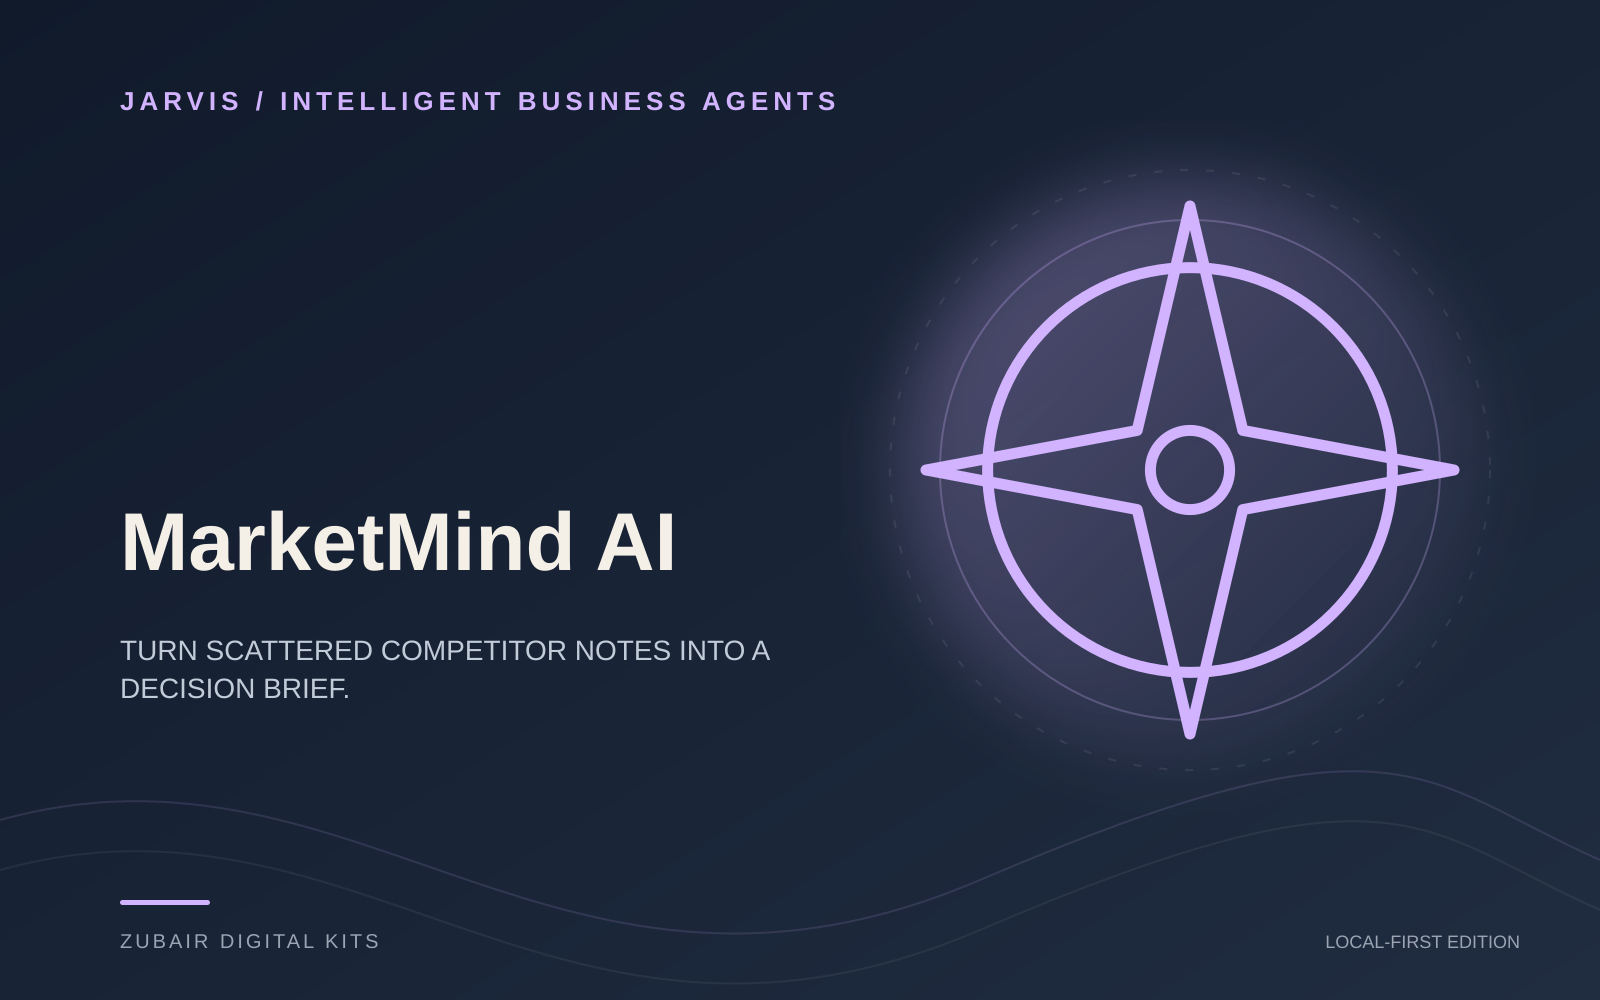 JARVIS / INTELLIGENT BUSINESS AGENTS
MarketMind AI
TURN SCATTERED COMPETITOR NOTES INTO A
DECISION BRIEF.
ZUBAIR DIGITAL KITS
LOCAL-FIRST EDITION